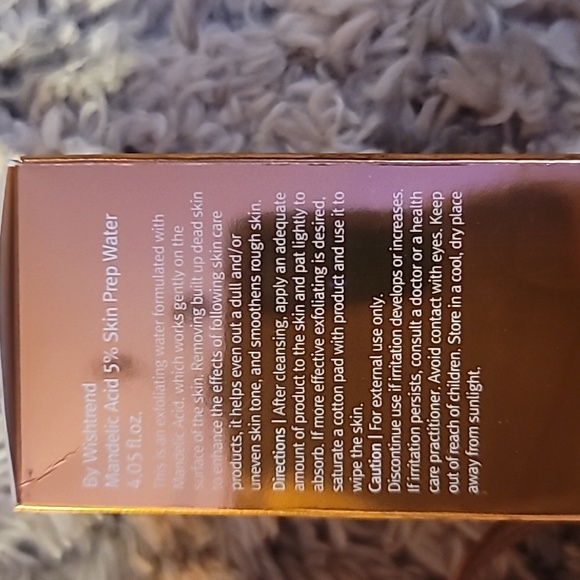 By Wishtrend
Mandelic Acid 5% Skin Prep Water
4.05 fl.oz.
This is an exfoliating water formulated with
Mandelic Acid, which works gently on the
surface of the skin. Removing built up dead skin
to enhance the effects of following skin care
products, it helps even out a dull and/or
uneven skin tone, and smoothens rough skin.
Directions | After cleansing, apply an adequate
amount of product to the skin and pat lightly to
absorb. If more effective exfoliating is desired,
saturate a cotton pad with product and use it to
wipe the skin.
Caution | For external use only.
Discontinue use if irritation develops or increases.
If irritation persists, consult a doctor or a health
care practitioner. Avoid contact with eyes. Keep
out of reach of children. Store in a cool, dry place
away from sunlight.